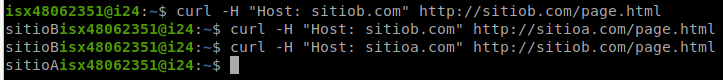 isx48062351@i24:~$ curl -H "Host: sitiob.com" http://sitiob.com/page.html
sitioBisx48062351@i24:~$ curl -H "Host: sitiob.com" http://sitioa.com/page.html
sitioBisx48062351@i24:~$ curl -H "Host: sitioa.com" http://sitiob.com/page.html
sitioAisx48062351@i24:~$